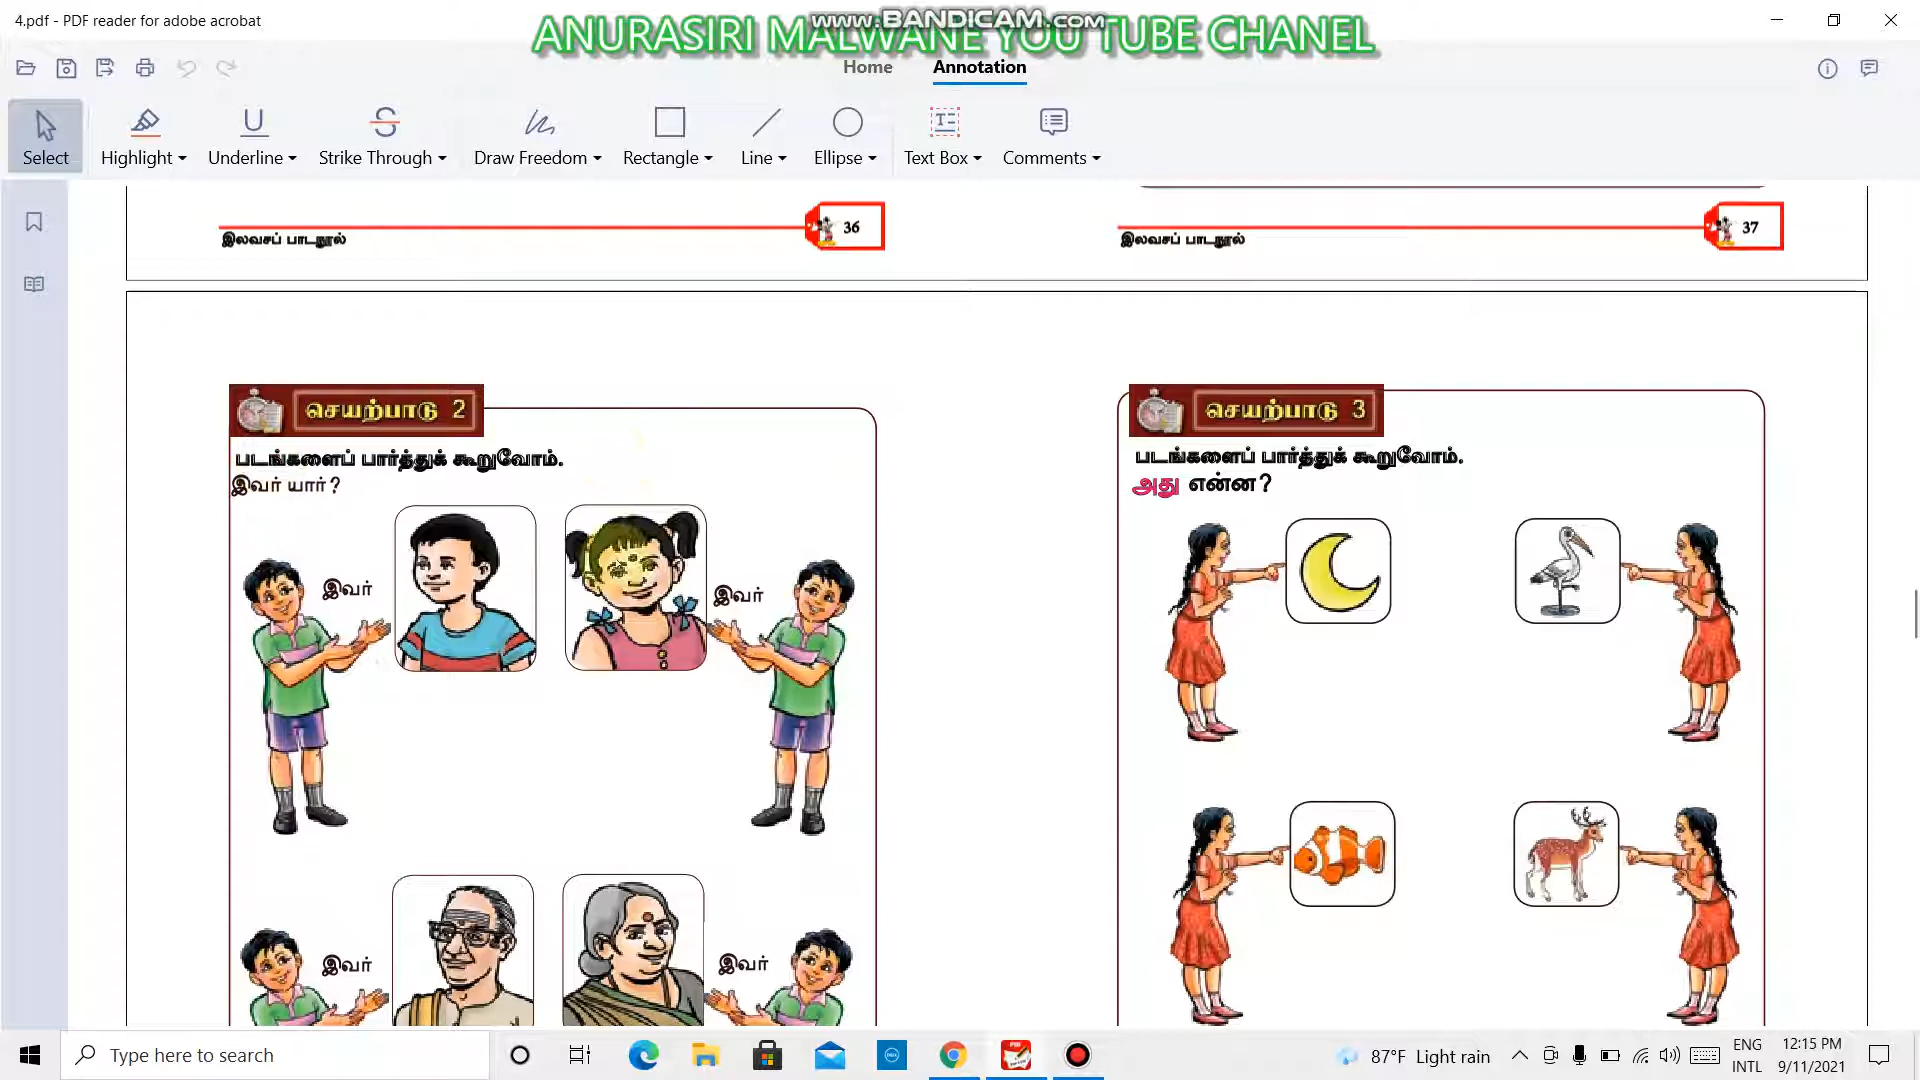 4.pdf - PDF reader for adobe acrobat
www.BANDICAM.com
ANURASIRI MALWANE YOU TUBE CHANEL
Home
Annotation
Select
Highlight
Underline
Strike Through
Draw Freedom
Rectangle
Line
Ellipse
Text Box
Comments
இலவசப் பாடநூல்
36
இலவசப் பாடநூல்
37
செயற்பாடு 2
படங்களைப் பார்த்துக் கூறுவோம்.
இவர் யார்?
இவர்
இவர்
இவர்
இவர்
செயற்பாடு 3
படங்களைப் பார்த்துக் கூறுவோம்.
அது என்ன?
Type here to search
87°F Light rain
ENG
INTL
12:15 PM
9/11/2021